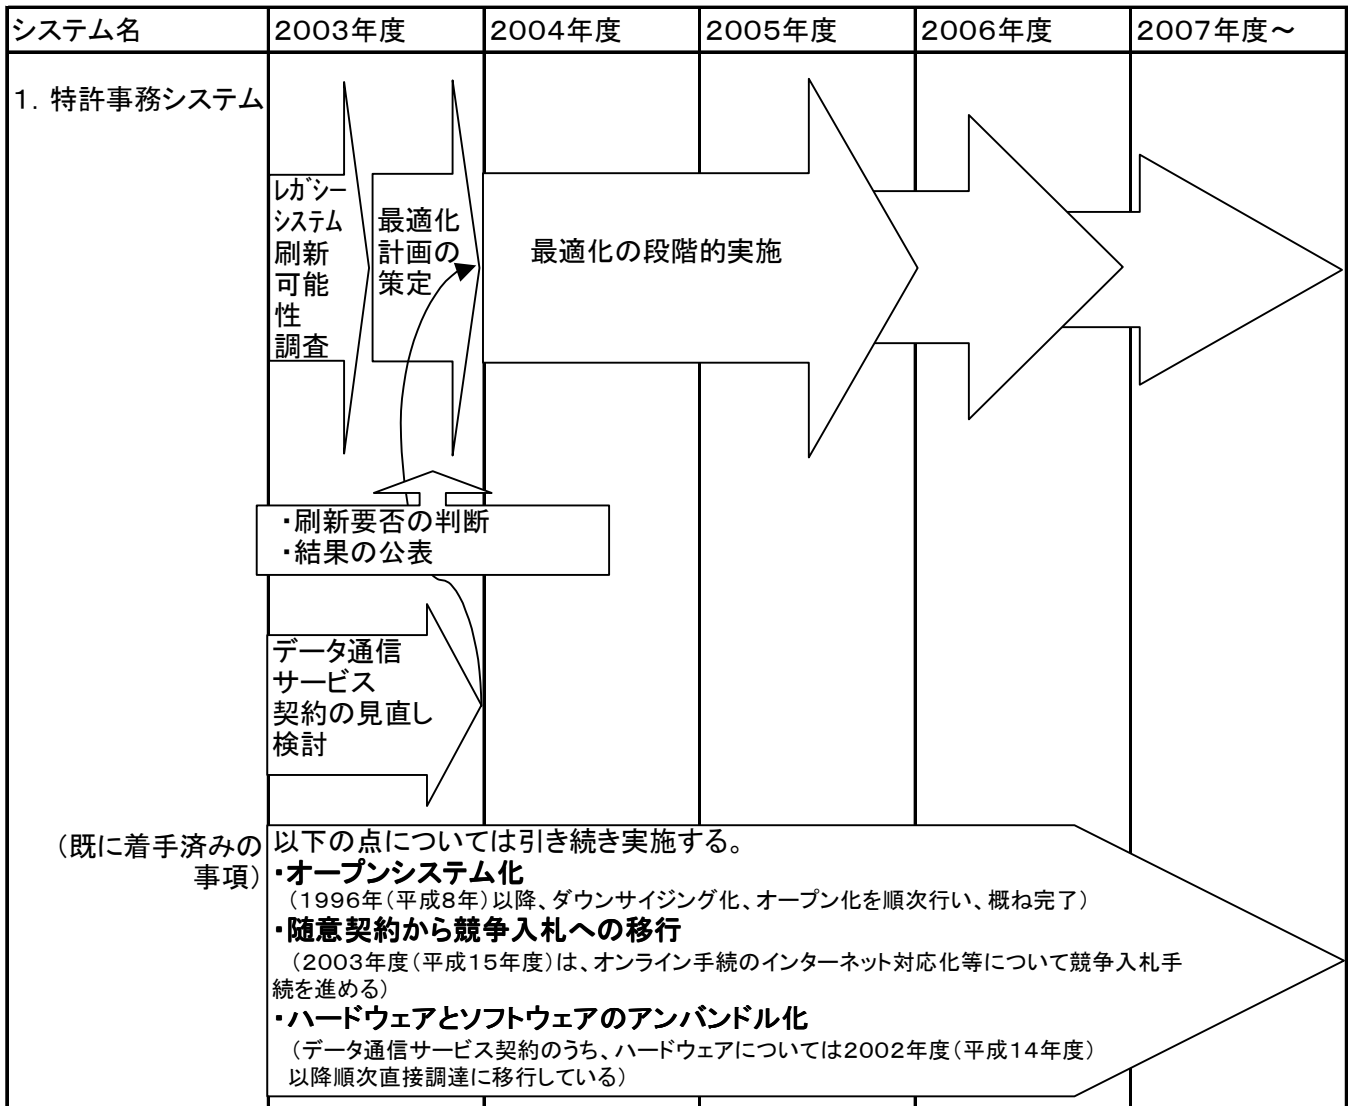 システム名 2003年度 2004年度 2005年度 2006年度 2007年度～
1．特許事務システム
レガシー
システム
刷新
可能
性
調査
最適化
計画の
策定
最適化の段階的実施
・刷新要否の判断
・結果の公表
データ通信
サービス
契約の見直し
検討
（既に着手済みの
事項）
以下の点については引き続き実施する。
・オープンシステム化
（1996年（平成8年）以降、ダウンサイジング化、オープン化を順次行い、概ね完了）
・随意契約から競争入札への移行
（2003年度（平成15年度）は、オンライン手続のインターネット対応化等について競争入札手
続を進める）
・ハードウェアとソフトウェアのアンバンドル化
（データ通信サービス契約のうち、ハードウェアについては2002年度（平成14年度）
以降順次直接調達に移行している）